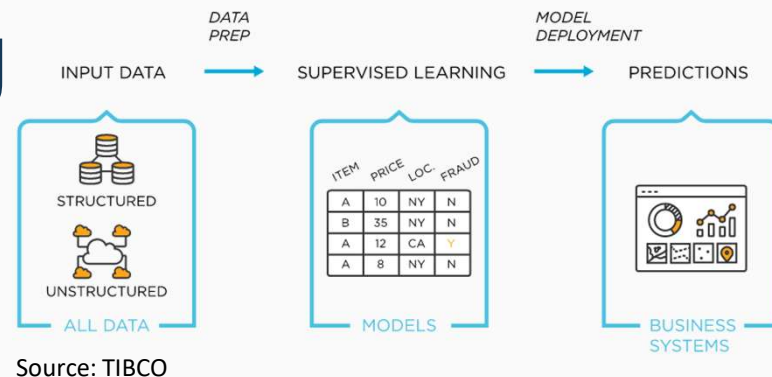 DATA
PREP
MODEL
DEPLOYMENT
INPUT DATA
SUPERVISED LEARNING
PREDICTIONS
STRUCTURED
UNSTRUCTURED
ALL DATA
ITEM PRICE LOC. FRAUD
A 10 NY N
B 35 NY N
A 12 CA Y
A 8 NY N
MODELS
BUSINESS
SYSTEMS
Source: TIBCO